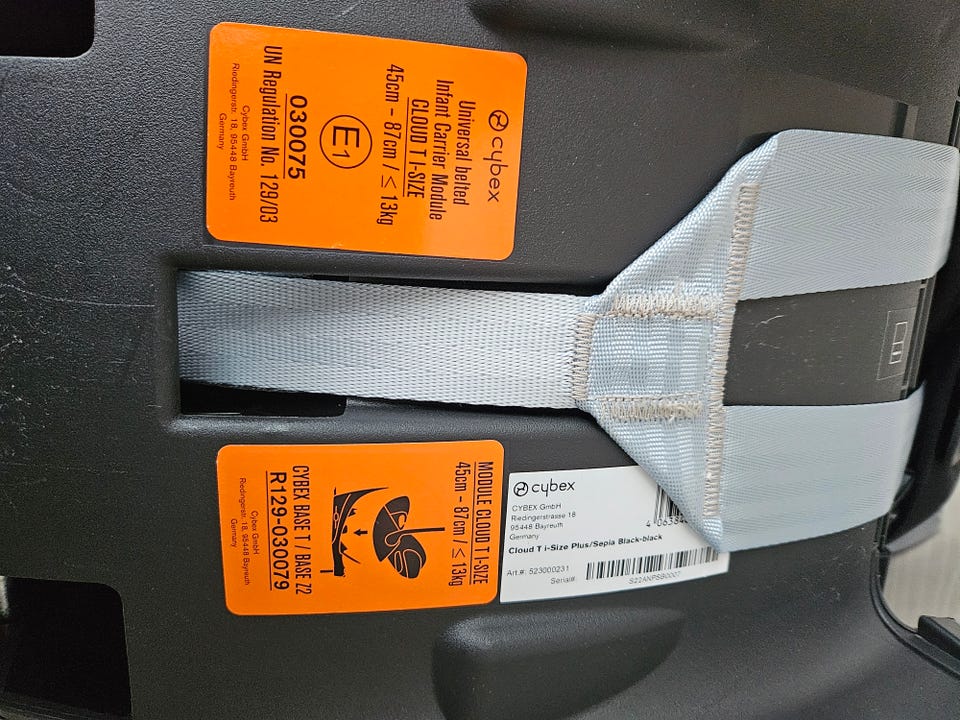 cybex
Universal belted
Infant Carrier Module
CLOUD T I-SIZE
45cm – 87cm / ≤ 13kg
E1
030075
UN Regulation No. 129/03
Cybex GmbH
Riedingerstr. 18, 95448 Bayreuth
Germany
MODULE CLOUD T I-SIZE
45cm – 87cm / ≤ 13kg
CYBEX BASE T / BASE Z2
R129-030079
Cybex GmbH
Riedingerstr. 18, 95448 Bayreuth
Germany
cybex
CYBEX GmbH
Riedingerstrasse 18
95448 Bayreuth
Germany
Cloud T i-Size Plus/Sepia Black-black
Art.#: 523000231
Serial#:
S22ANPSB0007